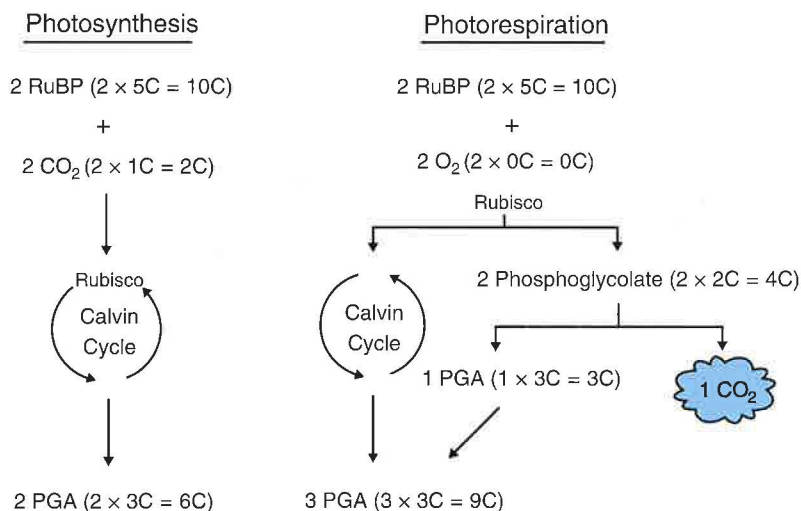 Photosynthesis
2 RuBP (2 × 5C = 10C)
+
2 CO₂ (2 × 1C = 2C)
Rubisco
Calvin
Cycle
2 PGA (2 × 3C = 6C)
Photorespiration
2 RuBP (2 × 5C = 10C)
+
2 O₂ (2 × 0C = 0C)
Rubisco
Calvin
Cycle
2 Phosphoglycolate (2 × 2C = 4C)
1 PGA (1 × 3C = 3C)
1 CO₂
3 PGA (3 × 3C = 9C)